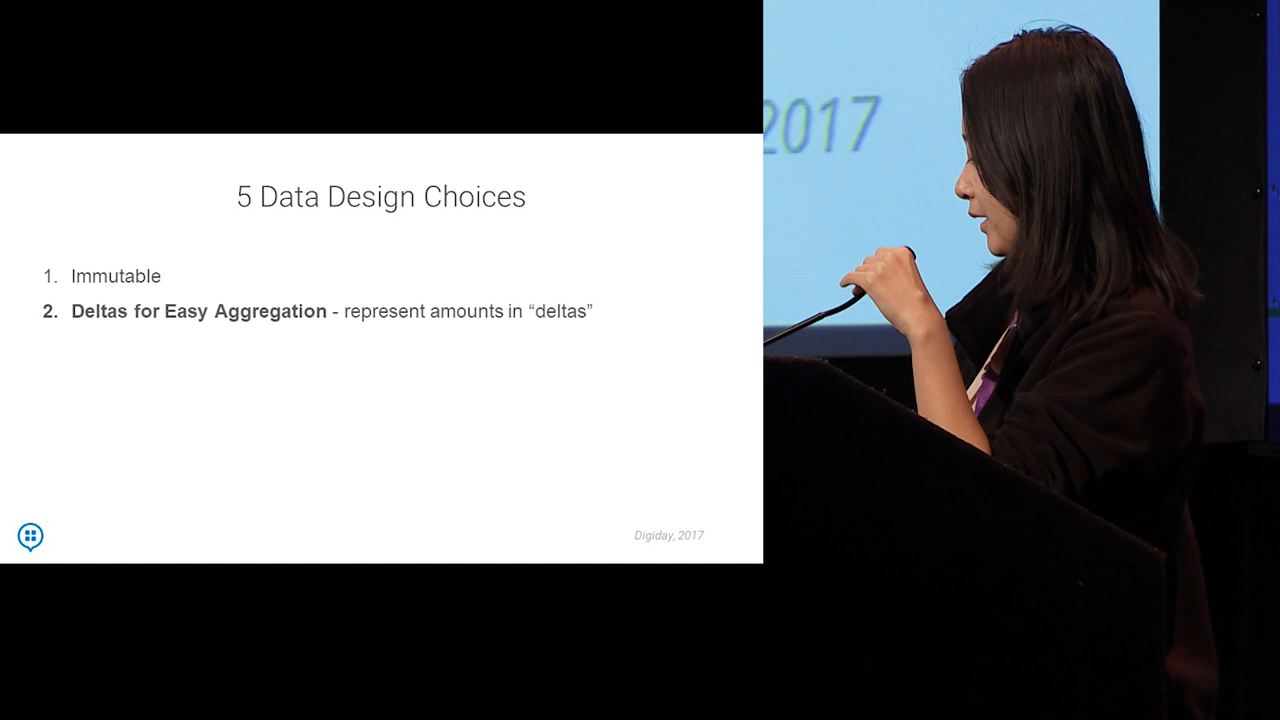 5 Data Design Choices
1. Immutable
2. Deltas for Easy Aggregation - represent amounts in “deltas”
Digiday, 2017
2017